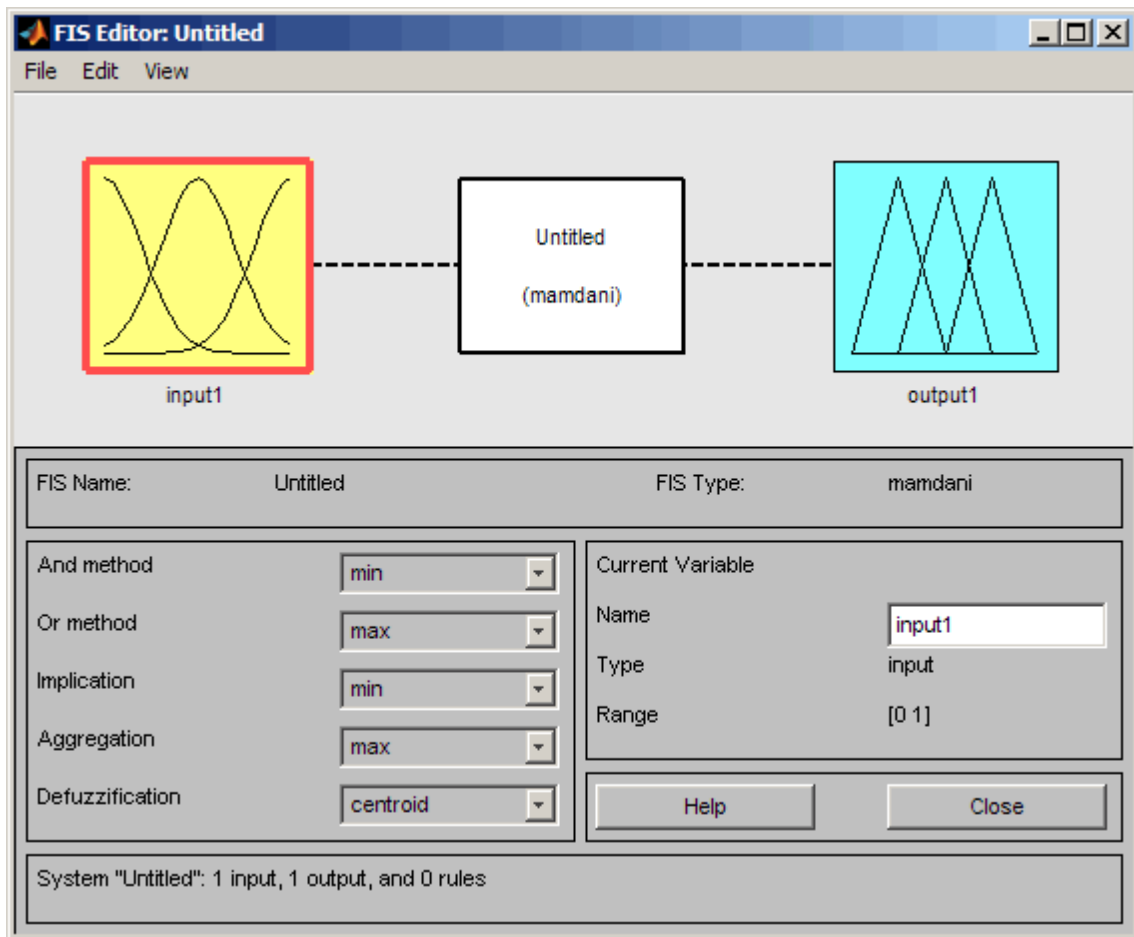 FIS Editor: Untitled
File Edit View
Untitled
(mamdani)
input1
output1
FIS Name: Untitled FIS Type: mamdani
And method min
Or method max
Implication min
Aggregation max
Defuzzification centroid
Current Variable
Name input1
Type input
Range [0 1]
Help Close
System "Untitled": 1 input, 1 output, and 0 rules